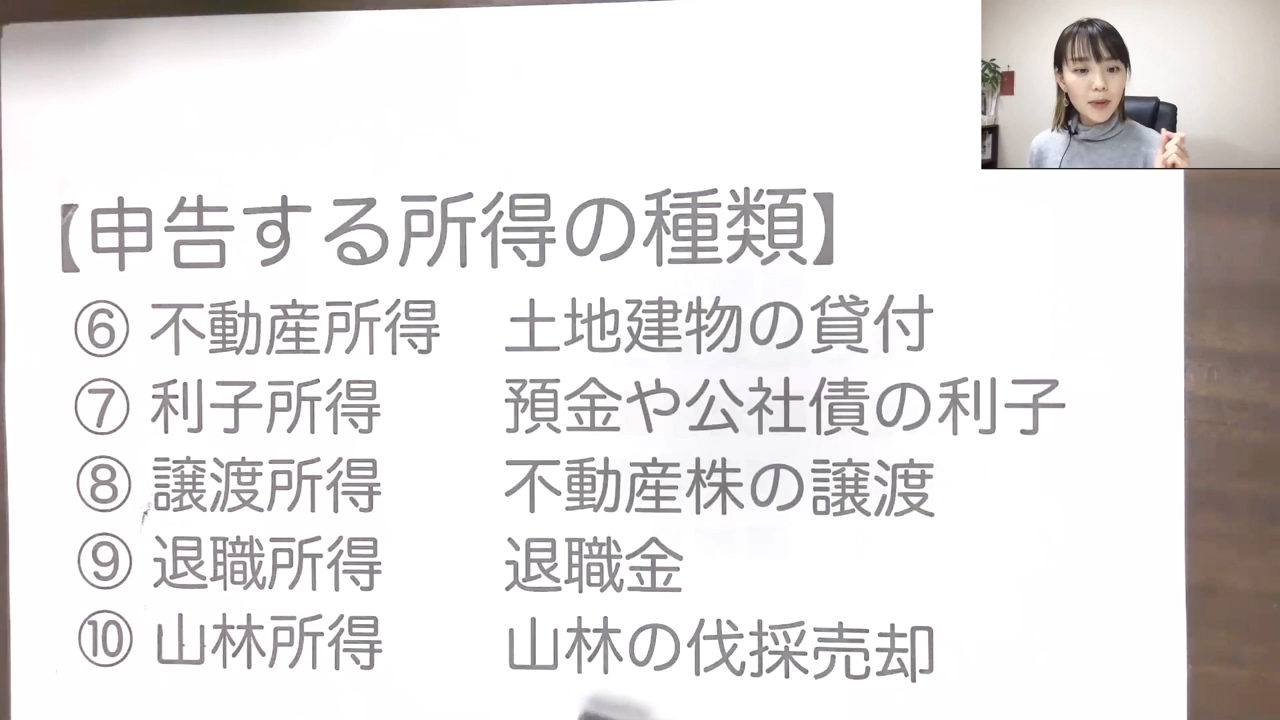 【申告する所得の種類】
⑥ 不動産所得 土地建物の貸付
⑦ 利子所得 預金や公社債の利子
⑧ 譲渡所得 不動産株の譲渡
⑨ 退職所得 退職金
⑩ 山林所得 山林の伐採売却